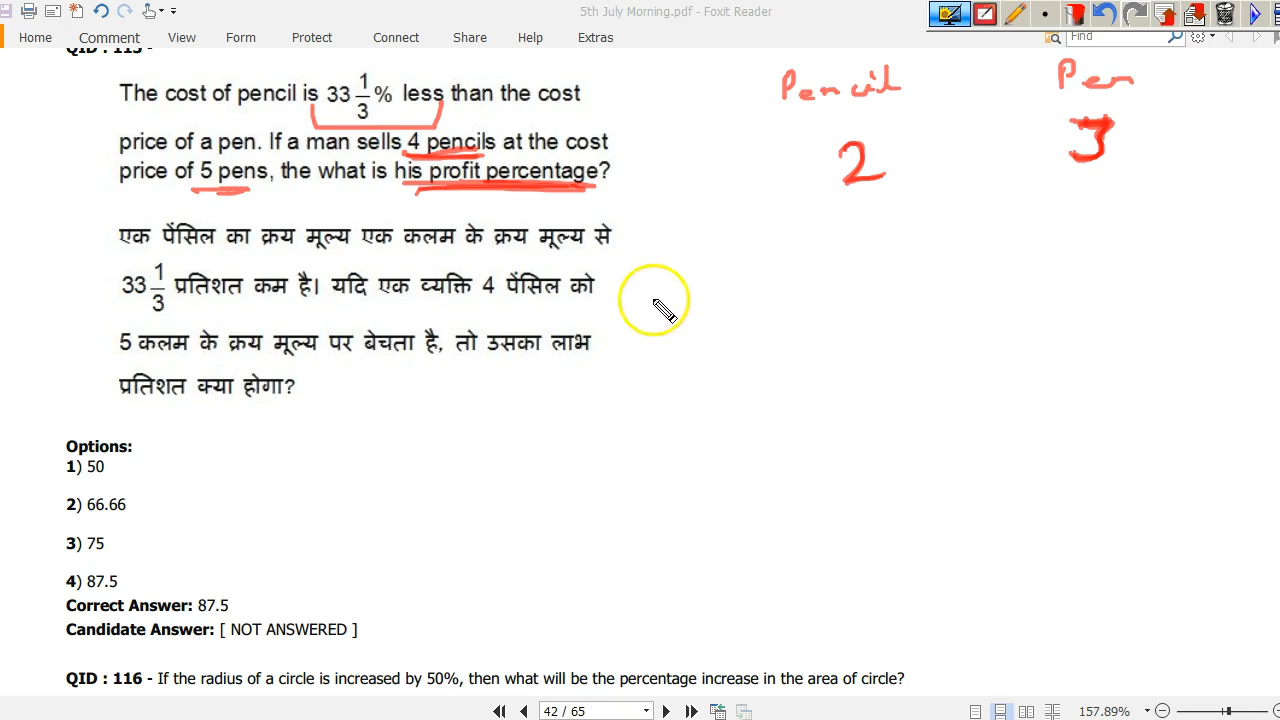 5th July Morning.pdf - Foxit Reader
Home Comment View Form Protect Connect Share Help Extras
Find
QID : 115 -
The cost of pencil is 33 1/3 % less than the cost
price of a pen. If a man sells 4 pencils at the cost
price of 5 pens, the what is his profit percentage?
Pencil Pen
2 3
एक पेंसिल का क्रय मूल्य एक कलम के क्रय मूल्य से
33 1/3 प्रतिशत कम है। यदि एक व्यक्ति 4 पेंसिल को
5 कलम के क्रय मूल्य पर बेचता है, तो उसका लाभ
प्रतिशत क्या होगा?
Options:
1) 50
2) 66.66
3) 75
4) 87.5
Correct Answer: 87.5
Candidate Answer: [ NOT ANSWERED ]
QID : 116 - If the radius of a circle is increased by 50%, then what will be the percentage increase in the area of circle?
42 / 65
157.89%